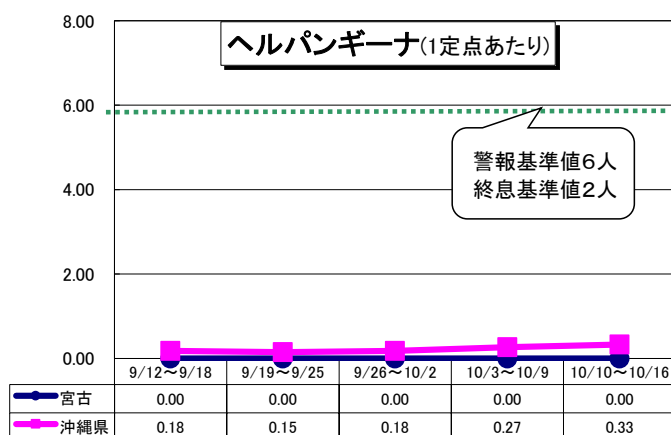 ヘルパンギーナ(1定点あたり)
8.00
6.00
4.00
2.00
0.00
警報基準値6人
終息基準値2人
9/12～9/18 9/19～9/25 9/26～10/2 10/3～10/9 10/10～10/16
宮古 0.00 0.00 0.00 0.00 0.00
沖縄県 0.18 0.15 0.18 0.27 0.33